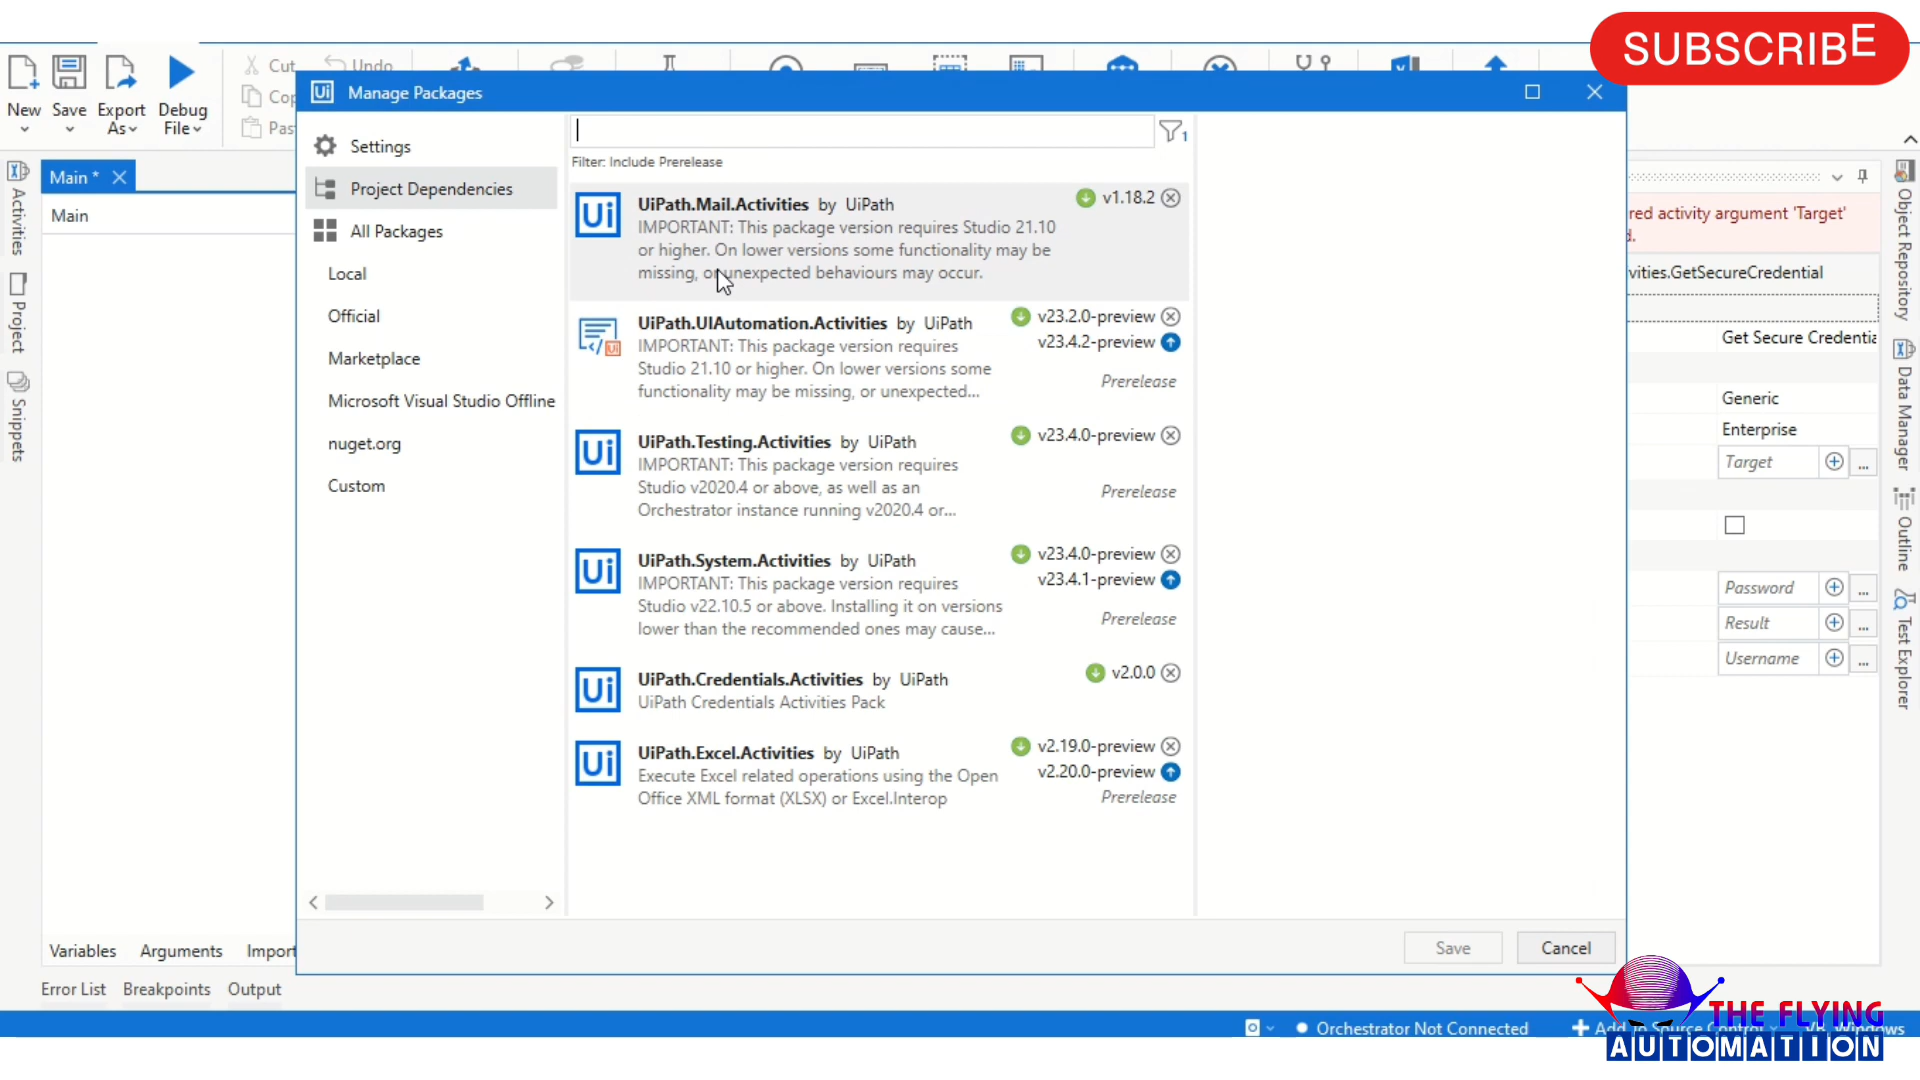 SUBSCRIBE
New
Save
Export
As
Debug
File
Cut
Undo
Manage Packages
Main *
Main
Settings
Project Dependencies
All Packages
Local
Official
Marketplace
Microsoft Visual Studio Offline
nuget.org
Custom
1
Filter: Include Prerelease
UiPath.Mail.Activities by UiPath
v1.18.2
IMPORTANT: This package version requires Studio 21.10
or higher. On lower versions some functionality may be
missing, or unexpected behaviours may occur.
UiPath.UIAutomation.Activities by UiPath
v23.2.0-preview
v23.4.2-preview
IMPORTANT: This package version requires
Studio 21.10 or higher. On lower versions some
functionality may be missing, or unexpected...
Prerelease
UiPath.Testing.Activities by UiPath
v23.4.0-preview
IMPORTANT: This package version requires
Studio v2020.4 or above, as well as an
Orchestrator instance running v2020.4 or...
Prerelease
UiPath.System.Activities by UiPath
v23.4.0-preview
v23.4.1-preview
IMPORTANT: This package version requires
Studio v22.10.5 or above. Installing it on versions
lower than the recommended ones may cause...
Prerelease
UiPath.Credentials.Activities by UiPath
v2.0.0
UiPath Credentials Activities Pack
UiPath.Excel.Activities by UiPath
v2.19.0-preview
v2.20.0-preview
Execute Excel related operations using the Open
Office XML format (XLSX) or Excel.Interop
Prerelease
Save
Cancel
red activity argument 'Target'
vities.GetSecureCredential
Get Secure Credentia
Generic
Enterprise
Target
...
Password
...
Result
...
Username
...
Activities
Project
Snippets
Object Repository
Data Manager
Outline
Test Explorer
Variables
Arguments
Import
Error List
Breakpoints
Output
Orchestrator Not Connected
Add to Source Control
Windows
THE FLYING
AUTOMATION